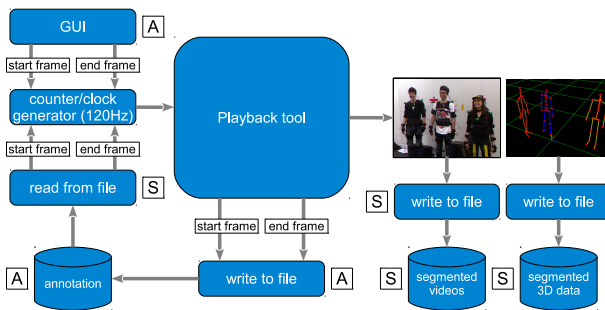 GUI
A
start frame
end frame
counter/clock
generator (120Hz)
Playback tool
start frame
end frame
read from file
S
S
write to file
write to file
start frame
end frame
A
annotation
write to file
A
S
segmented
videos
S
segmented
3D data